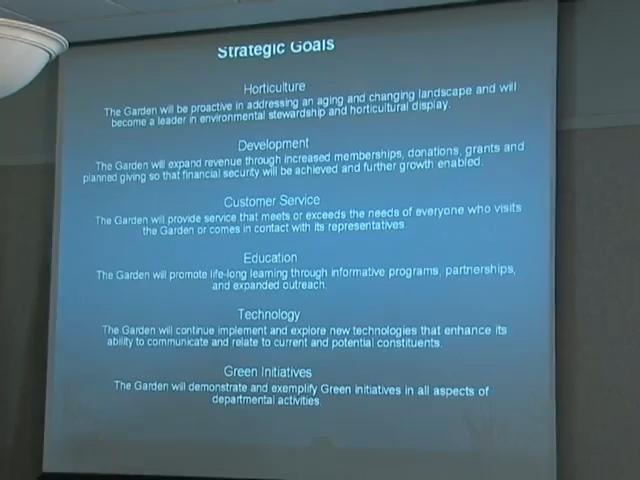 Strategic Goals
Horticulture
The Garden will be proactive in addressing an aging and changing landscape and will
become a leader in environmental stewardship and horticultural display.
Development
The Garden will expand revenue through increased memberships, donations, grants and
planned giving so that financial security will be achieved and further growth enabled.
Customer Service
The Garden will provide service that meets or exceeds the needs of everyone who visits
the Garden or comes in contact with its representatives.
Education
The Garden will promote life-long learning through informative programs, partnerships,
and expanded outreach.
Technology
The Garden will continue implement and explore new technologies that enhance its
ability to communicate and relate to current and potential constituents.
Green Initiatives
The Garden will demonstrate and exemplify Green initiatives in all aspects of
departmental activities.